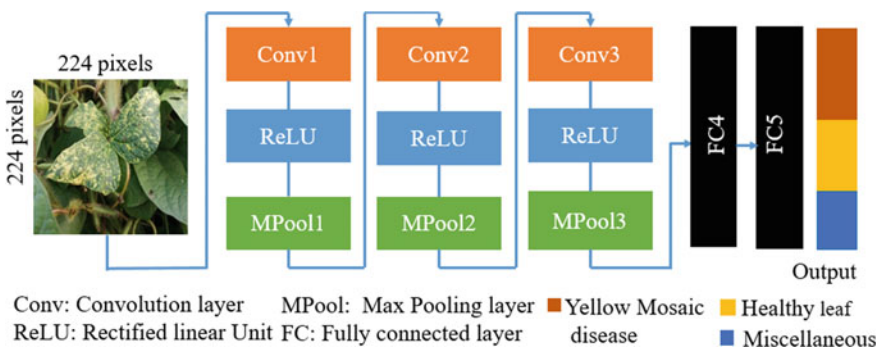 224 pixels
224 pixels
Conv1
ReLU
MPool1
Conv2
ReLU
MPool2
Conv3
ReLU
MPool3
FC4
FC5
Output
Conv: Convolution layer
ReLU: Rectified linear Unit
MPool: Max Pooling layer
FC: Fully connected layer
Yellow Mosaic
disease
Healthy leaf
Miscellaneous